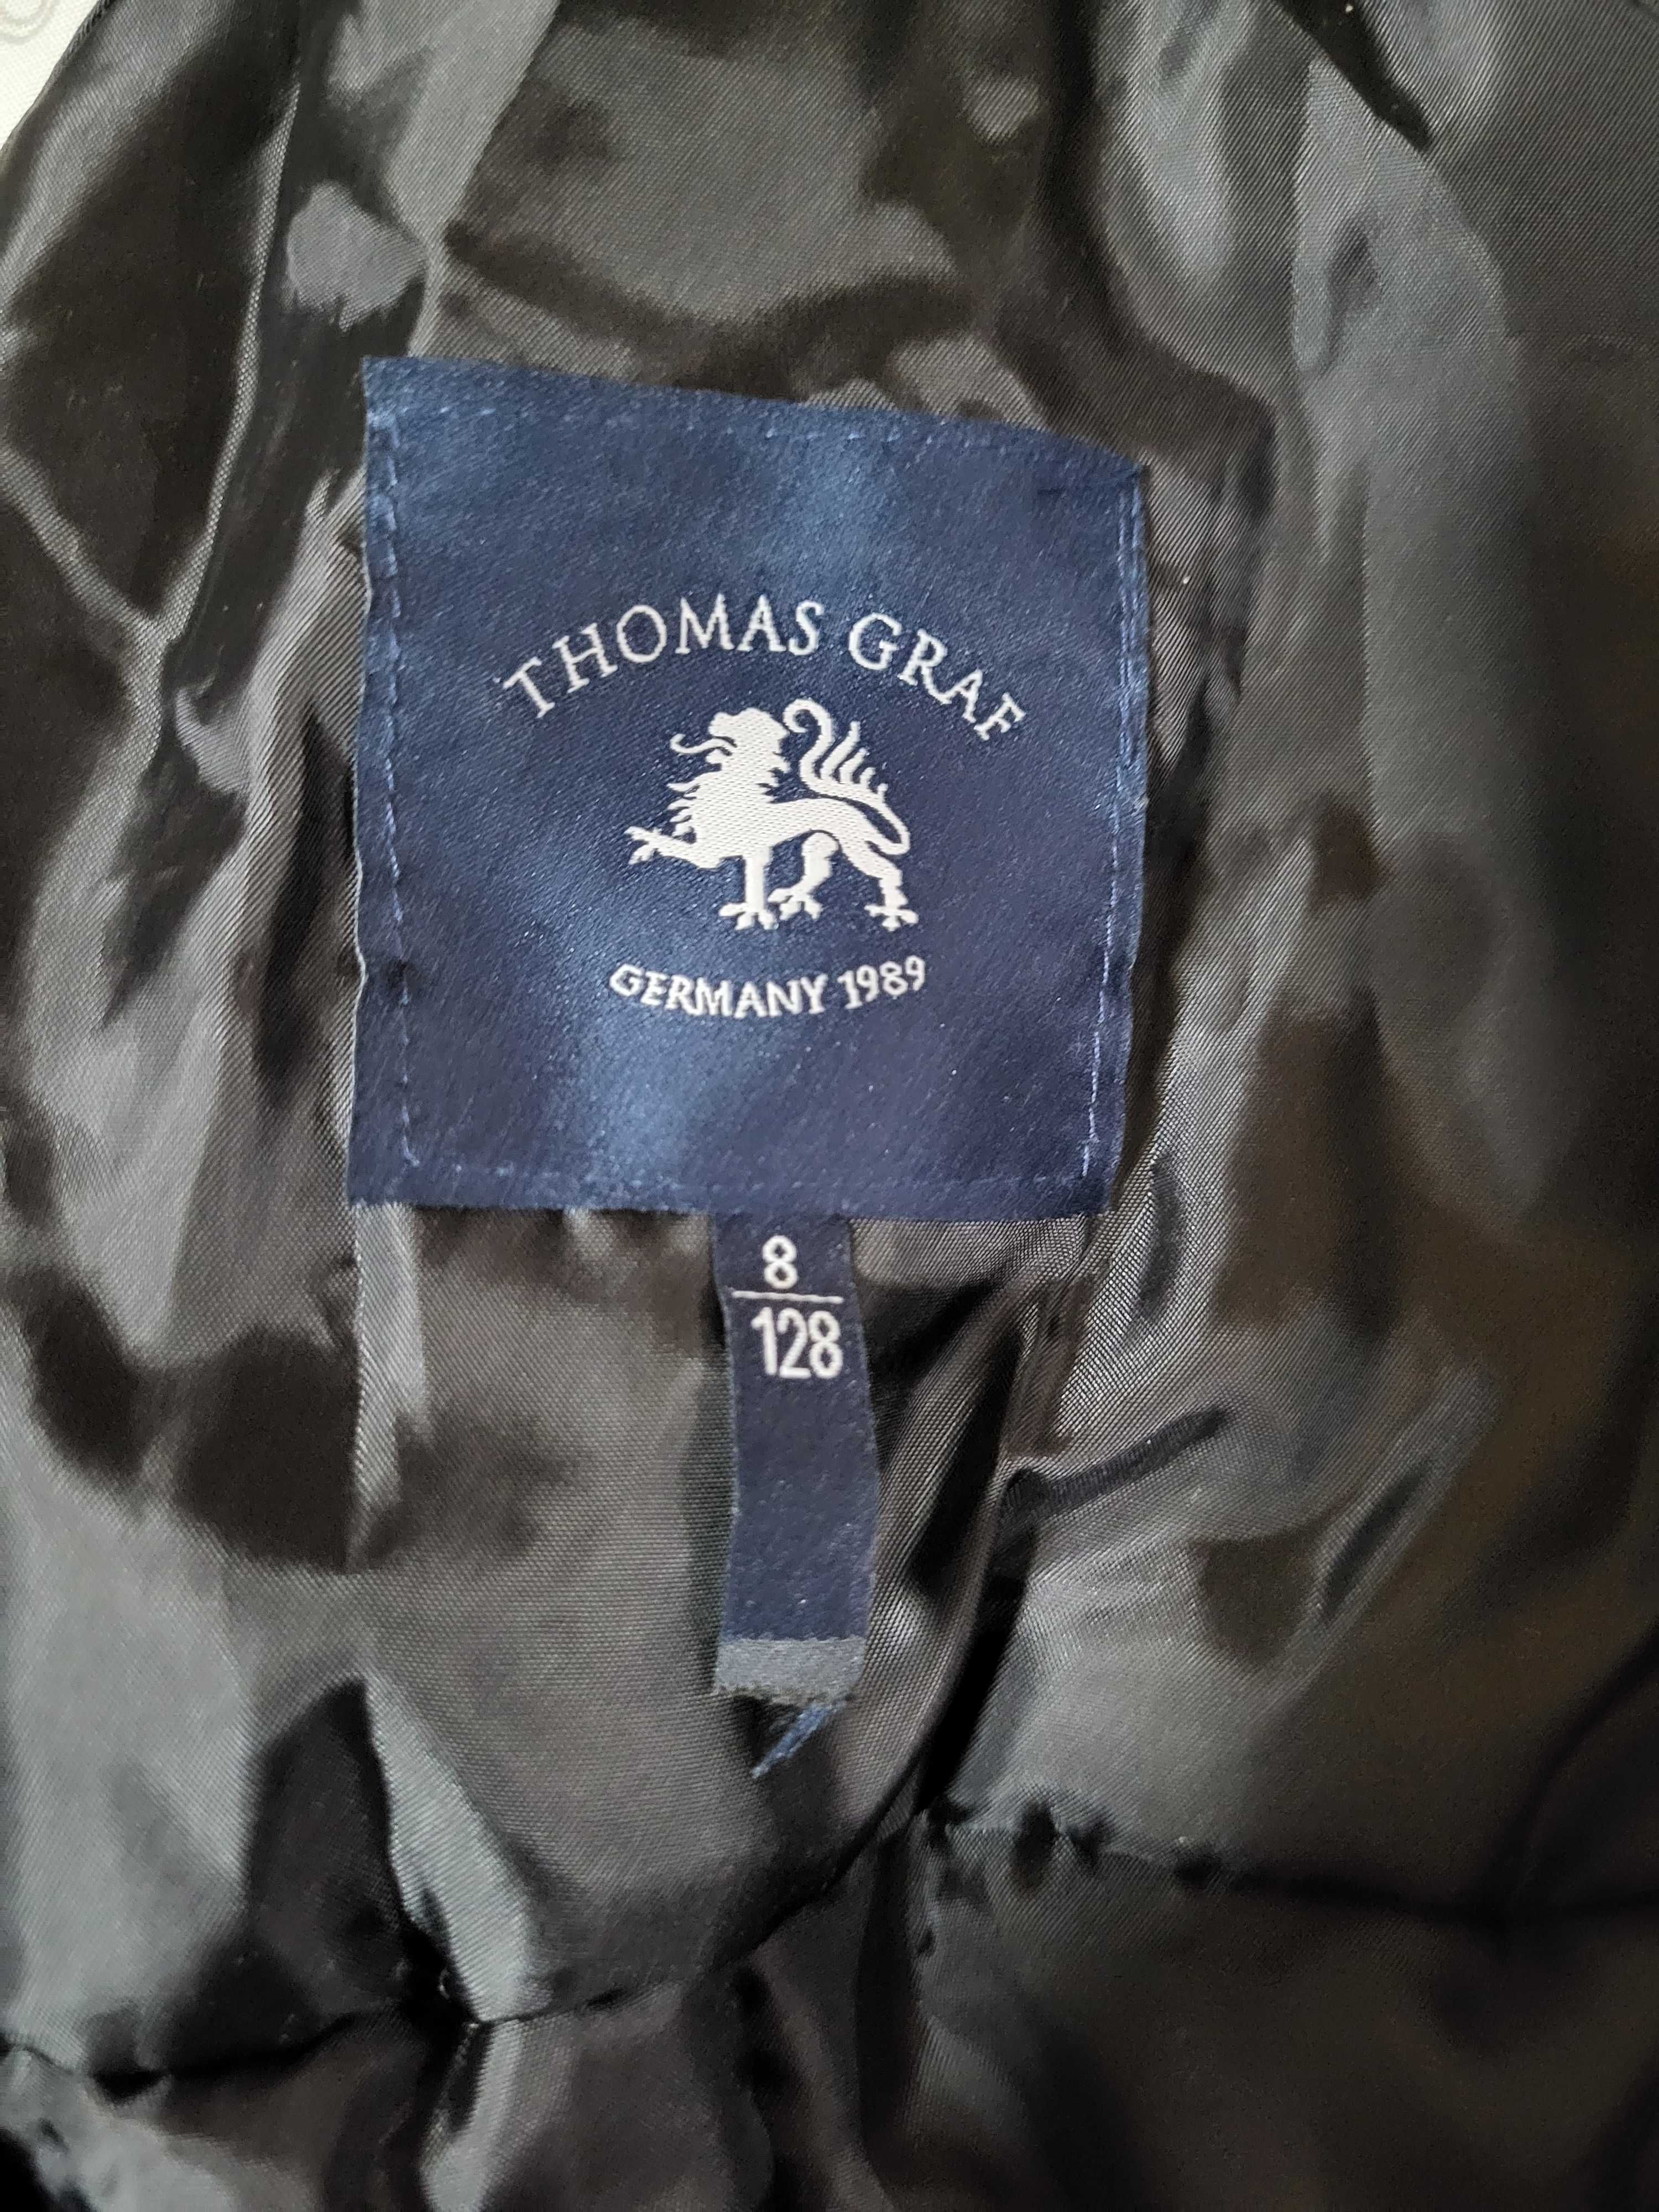 THOMAS GRAF
GERMANY 1989
8
128